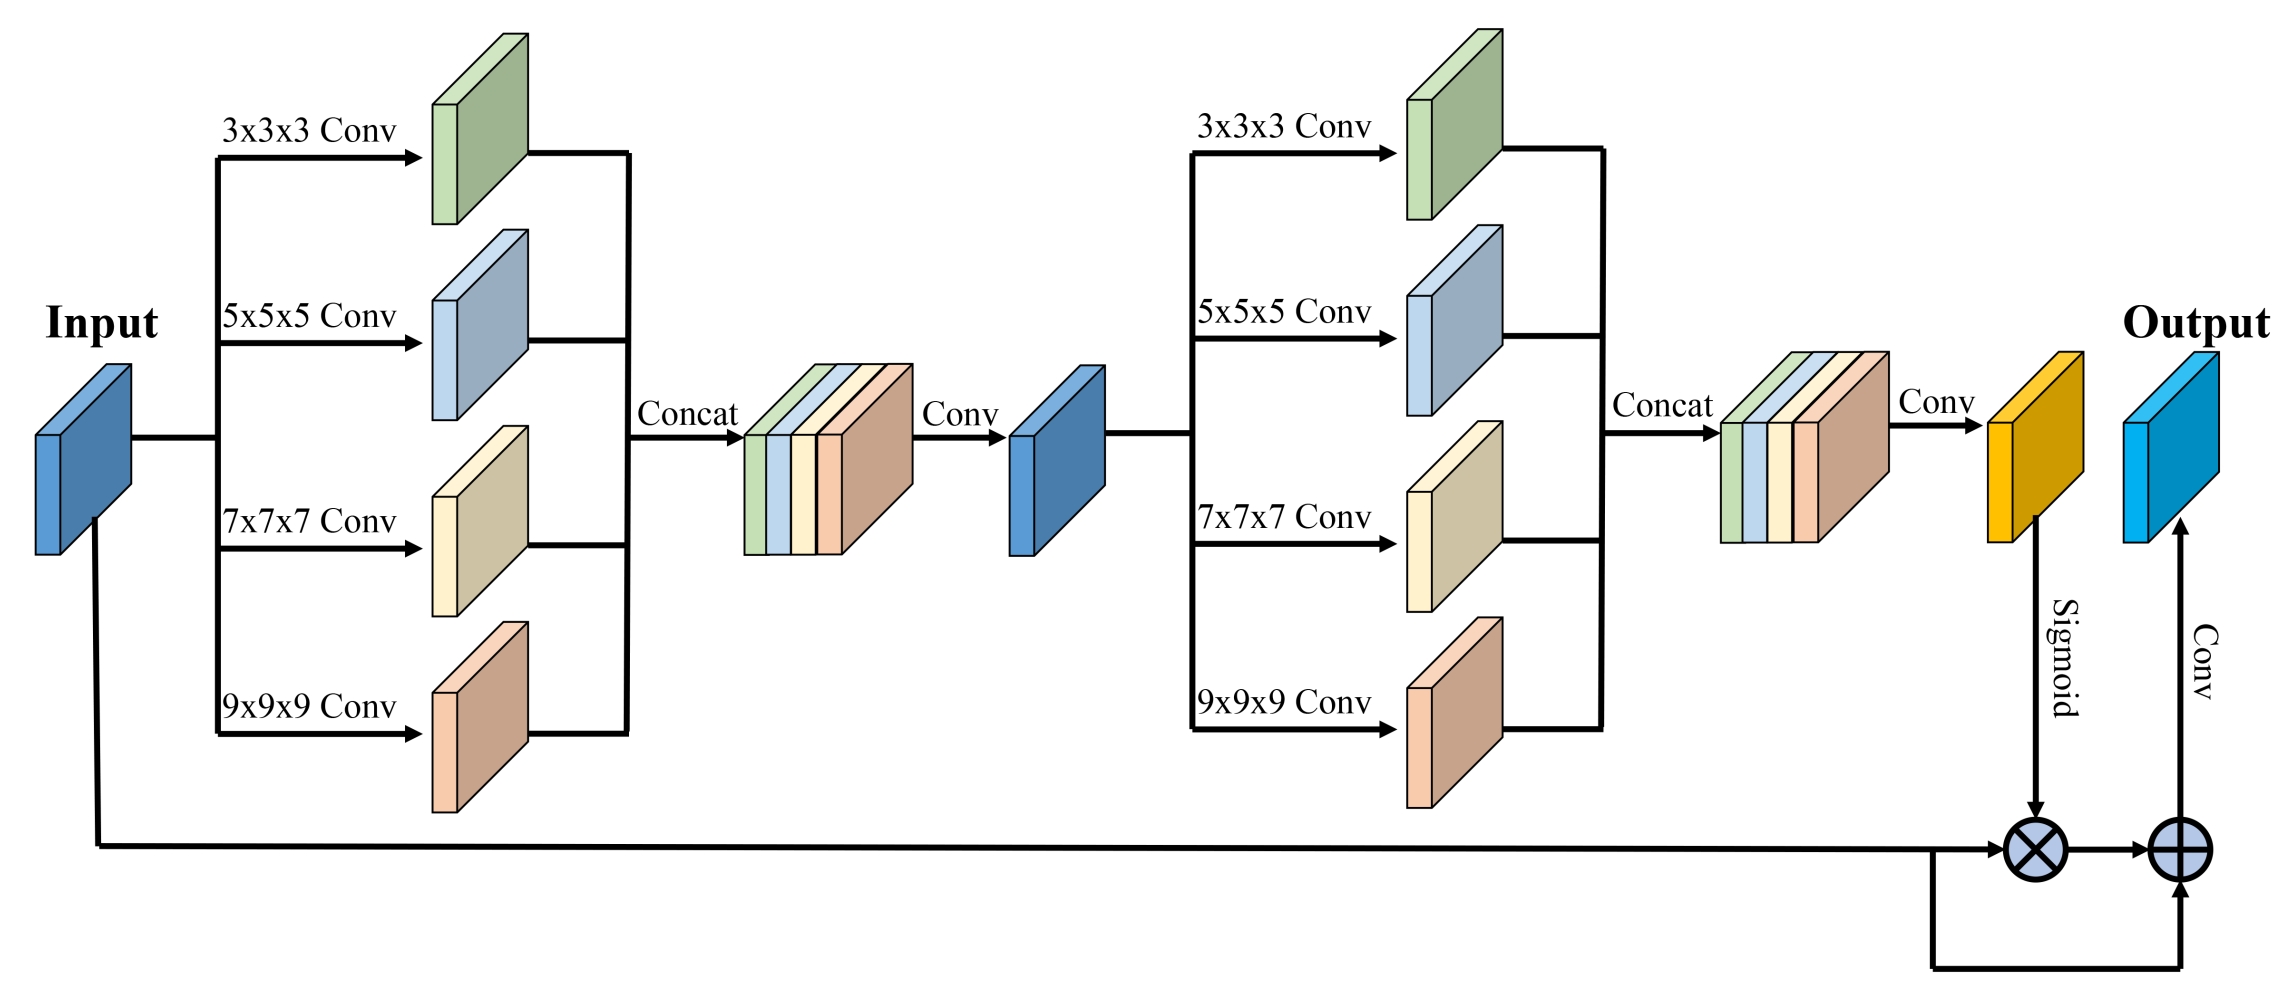 Input
3x3x3 Conv
5x5x5 Conv
7x7x7 Conv
9x9x9 Conv
Concat
Conv
3x3x3 Conv
5x5x5 Conv
7x7x7 Conv
9x9x9 Conv
Concat
Conv
Sigmoid
Output
Conv